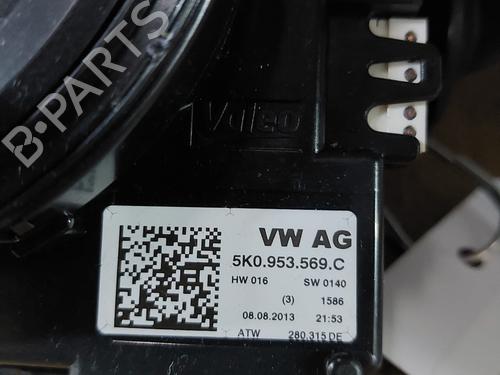 B-PARTS
Valeo
VW AG
5K0.953.569.C
HW 016 SW 0140
(3) 1586
08.08.2013 21:53
ATW 280.315 DE